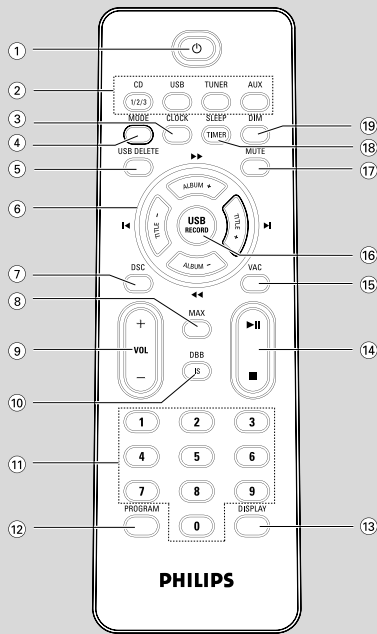 1
2
CD USB TUNER AUX
1/2/3
3
MODE CLOCK SLEEP DIM
19
4
TIMER
18
USB DELETE MUTE
5
17
6
ALBUM +
TITLE –
USB
RECORD
TITLE +
16
ALBUM –
7
DSC VAC
15
8
MAX
+
VOL
–
9
14
DBB
IS
10
11
1 2 3
4 5 6
7 8 9
PROGRAM DISPLAY
12
0
13
PHILIPS